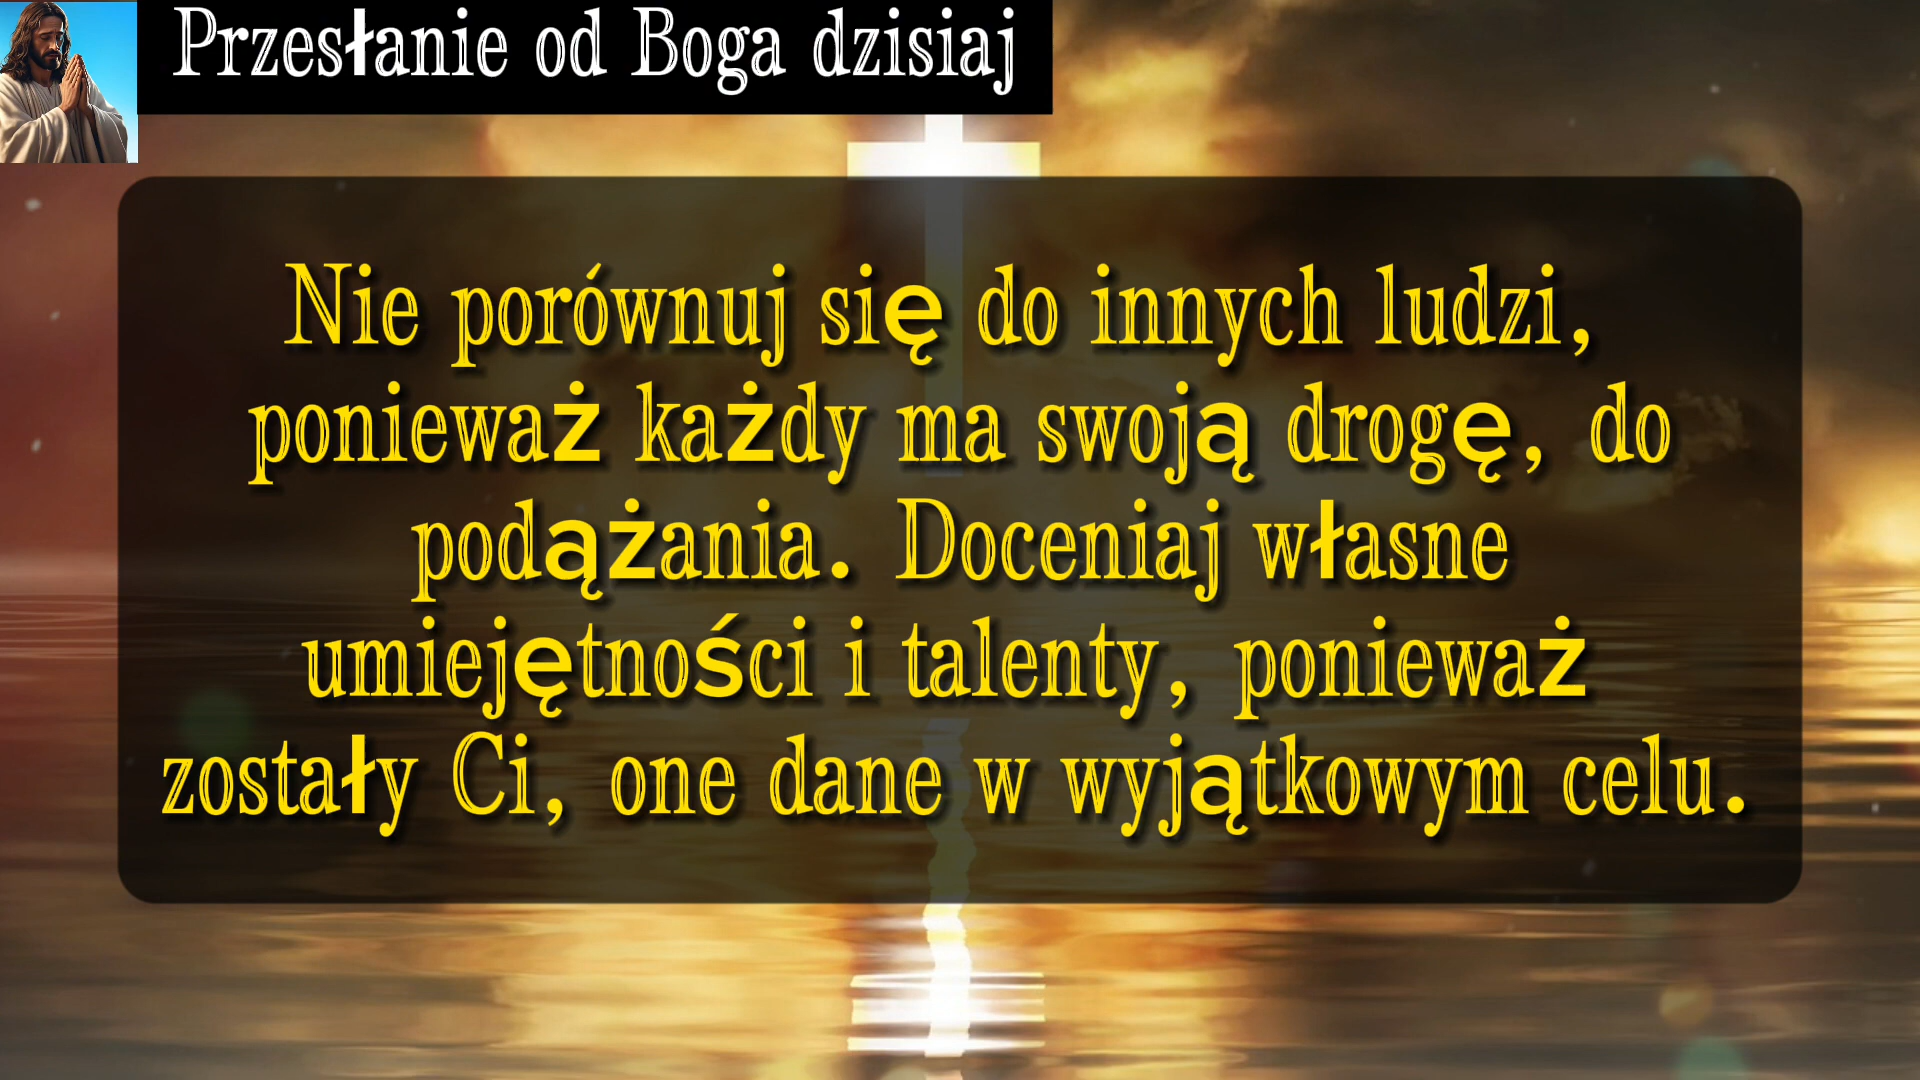 Przesłanie od Boga dzisiaj
Nie porównuj się do innych ludzi,
ponieważ każdy ma swoją drogę, do
podążania. Doceniaj własne
umiejętności i talenty, ponieważ
zostały Ci, one dane w wyjątkowym celu.